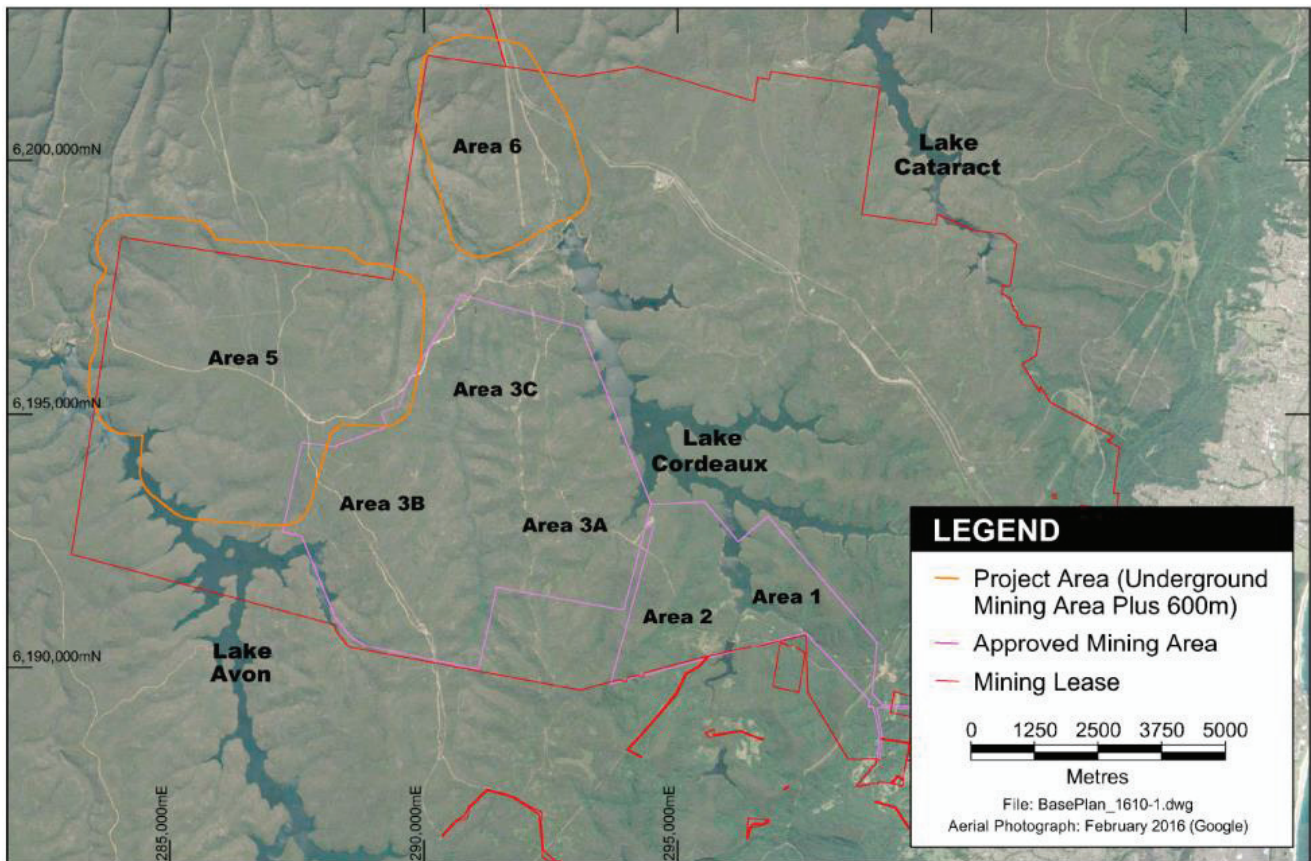 6,200,000mN
Area 6
Lake
Cataract
Area 5
6,195,000mN
Area 3C
Lake
Cordeaux
Area 3B
Area 3A
Area 1
Area 2
6,190,000mN
Lake
Avon
285,000mE
290,000mE
295,000mE
LEGEND
Project Area (Underground
Mining Area Plus 600m)
Approved Mining Area
Mining Lease
0 1250 2500 3750 5000
Metres
File: BasePlan_1610-1.dwg
Aerial Photograph: February 2016 (Google)